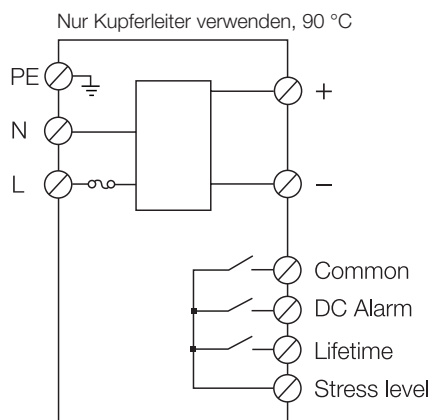 Nur Kupferleiter verwenden, 90 °C
PE
+
N
L
–
Common
DC Alarm
Lifetime
Stress level